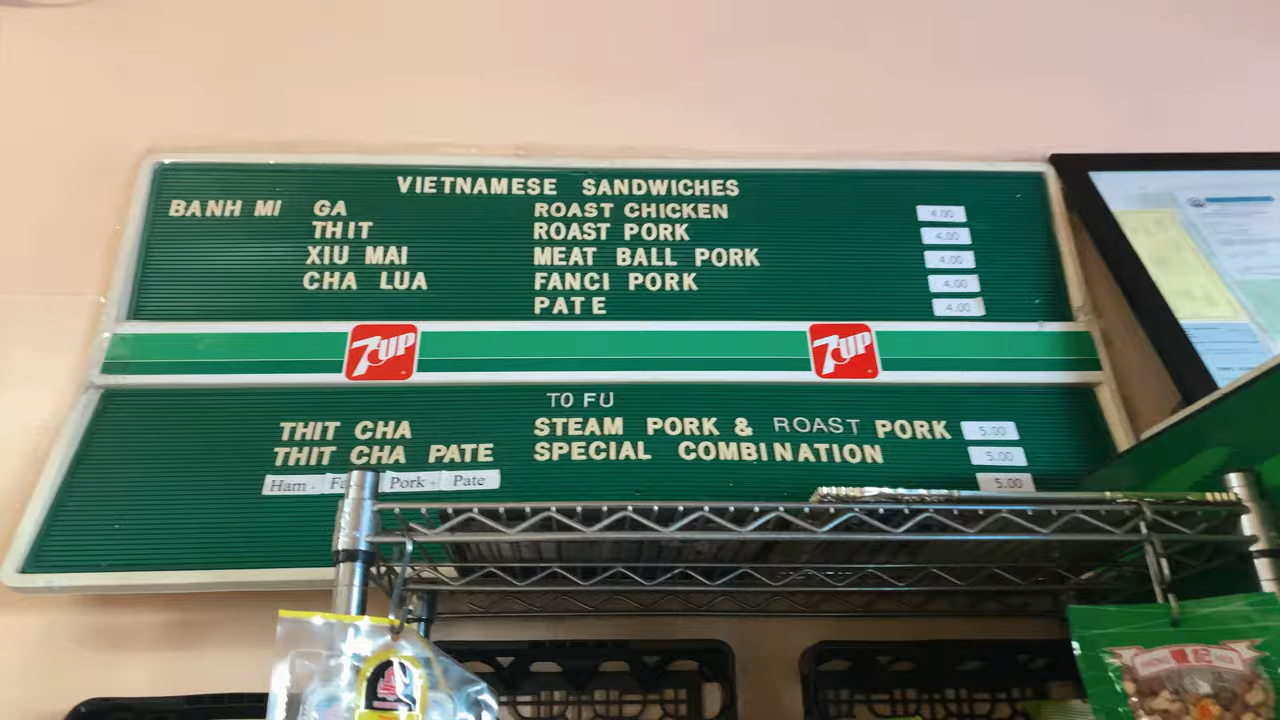 VIETNAMESE SANDWICHES
BANH MI GA ROAST CHICKEN 4.00
THIT ROAST PORK 4.00
XIU MAI MEAT BALL PORK 4.00
CHA LUA FANCI PORK 4.00
PATE 4.00
7UP 7UP
TO FU
THIT CHA STEAM PORK & ROAST PORK 5.00
THIT CHA PATE SPECIAL COMBINATION 5.00
Ham - Pork - Pate 5.00